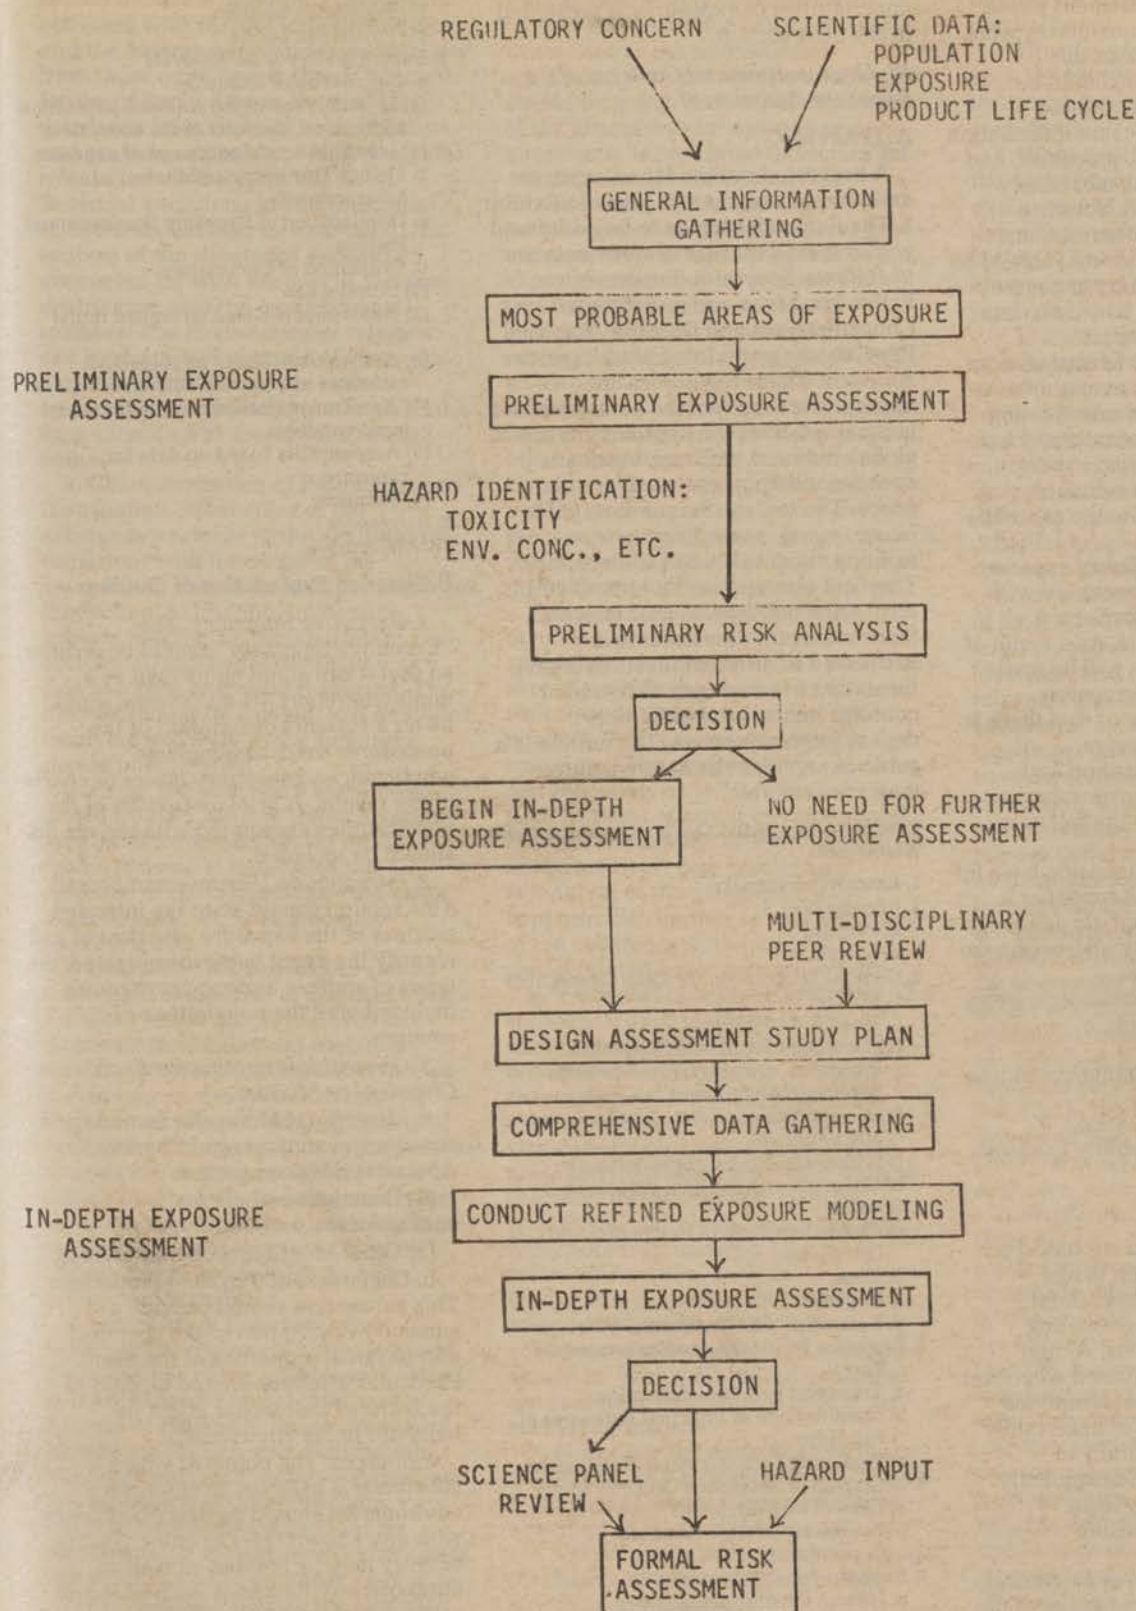 REGULATORY CONCERN
SCIENTIFIC DATA:
POPULATION
EXPOSURE
PRODUCT LIFE CYCLE
GENERAL INFORMATION
GATHERING
MOST PROBABLE AREAS OF EXPOSURE
PRELIMINARY EXPOSURE
ASSESSMENT
PRELIMINARY EXPOSURE ASSESSMENT
HAZARD IDENTIFICATION:
TOXICITY
ENV. CONC., ETC.
PRELIMINARY RISK ANALYSIS
DECISION
BEGIN IN-DEPTH
EXPOSURE ASSESSMENT
NO NEED FOR FURTHER
EXPOSURE ASSESSMENT
MULTI-DISCIPLINARY
PEER REVIEW
DESIGN ASSESSMENT STUDY PLAN
COMPREHENSIVE DATA GATHERING
IN-DEPTH EXPOSURE
ASSESSMENT
CONDUCT REFINED EXPOSURE MODELING
IN-DEPTH EXPOSURE ASSESSMENT
DECISION
SCIENCE PANEL
REVIEW
HAZARD INPUT
FORMAL RISK
ASSESSMENT